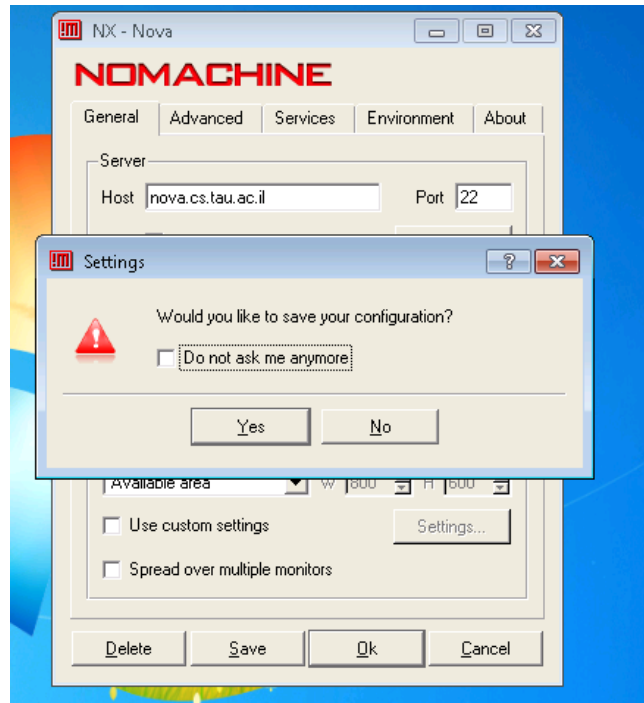 NX - Nova
NOMACHINE
General Advanced Services Environment About
Server
Host nova.cs.tau.ac.il Port 22
Settings
Would you like to save your configuration?
Do not ask me anymore
Yes No
Available area W 800 H 600
Use custom settings Settings...
Spread over multiple monitors
Delete Save Ok Cancel